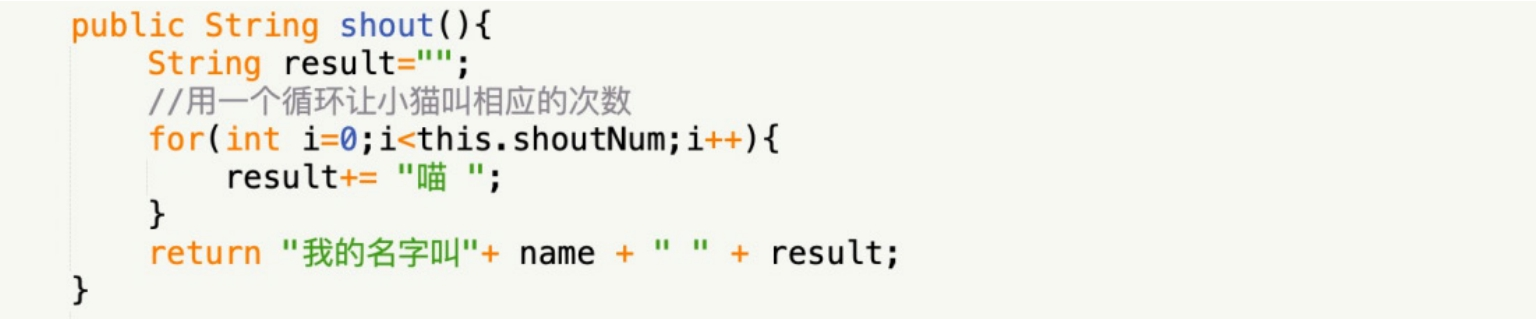 public String shout(){
    String result="";
    //用一个循环让小猫叫相应的次数
    for(int i=0;i<this.shoutNum;i++){
        result+= "喵 ";
    }
    return "我的名字叫"+ name + " " + result;
}